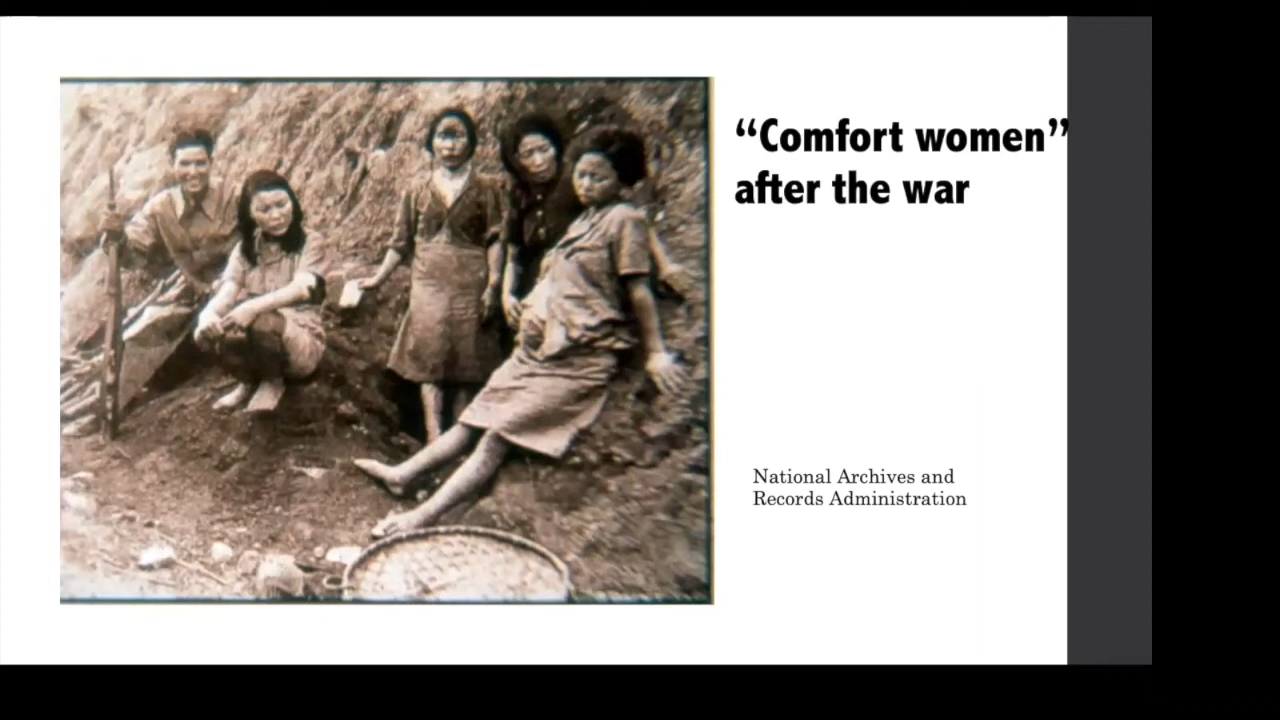 “Comfort women”
after the war
National Archives and
Records Administration